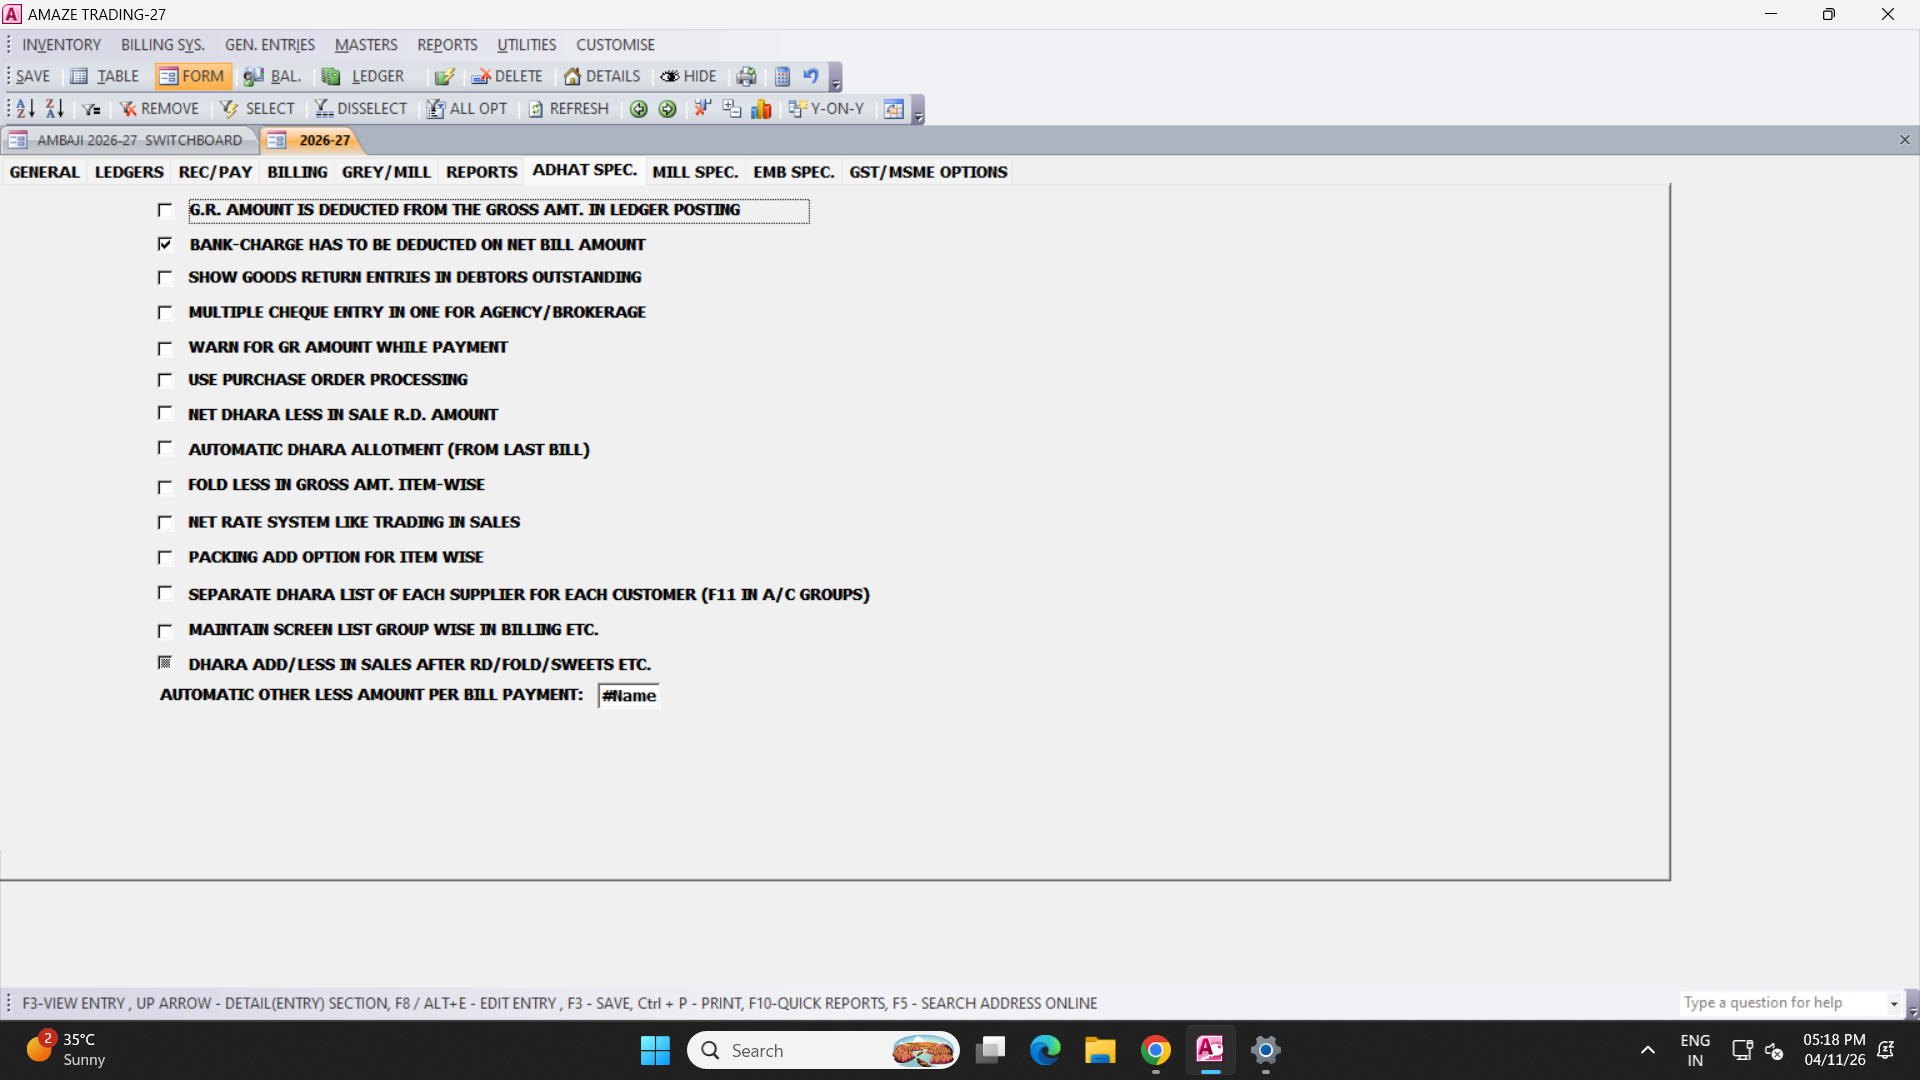 AMAZE TRADING-27
INVENTORY BILLING SYS. GEN. ENTRIES MASTERS REPORTS UTILITIES CUSTOMISE
SAVE TABLE FORM BAL. LEDGER DELETE DETAILS HIDE
REMOVE SELECT DISSELECT ALL OPT REFRESH Y-ON-Y
AMBAJI 2026-27 SWITCHBOARD 2026-27
GENERAL LEDGERS REC/PAY BILLING GREY/MILL REPORTS ADHAT SPEC. MILL SPEC. EMB SPEC. GST/MSME OPTIONS
G.R. AMOUNT IS DEDUCTED FROM THE GROSS AMT. IN LEDGER POSTING
BANK-CHARGE HAS TO BE DEDUCTED ON NET BILL AMOUNT
SHOW GOODS RETURN ENTRIES IN DEBTORS OUTSTANDING
MULTIPLE CHEQUE ENTRY IN ONE FOR AGENCY/BROKERAGE
WARN FOR GR AMOUNT WHILE PAYMENT
USE PURCHASE ORDER PROCESSING
NET DHARA LESS IN SALE R.D. AMOUNT
AUTOMATIC DHARA ALLOTMENT (FROM LAST BILL)
FOLD LESS IN GROSS AMT. ITEM-WISE
NET RATE SYSTEM LIKE TRADING IN SALES
PACKING ADD OPTION FOR ITEM WISE
SEPARATE DHARA LIST OF EACH SUPPLIER FOR EACH CUSTOMER (F11 IN A/C GROUPS)
MAINTAIN SCREEN LIST GROUP WISE IN BILLING ETC.
DHARA ADD/LESS IN SALES AFTER RD/FOLD/SWEETS ETC.
AUTOMATIC OTHER LESS AMOUNT PER BILL PAYMENT: #Name
F3-VIEW ENTRY , UP ARROW - DETAIL(ENTRY) SECTION, F8 / ALT+E - EDIT ENTRY , F3 - SAVE, Ctrl + P - PRINT, F10-QUICK REPORTS, F5 - SEARCH ADDRESS ONLINE
Type a question for help
2 35°C
Sunny
Search
ENG
IN
05:18 PM
04/11/26